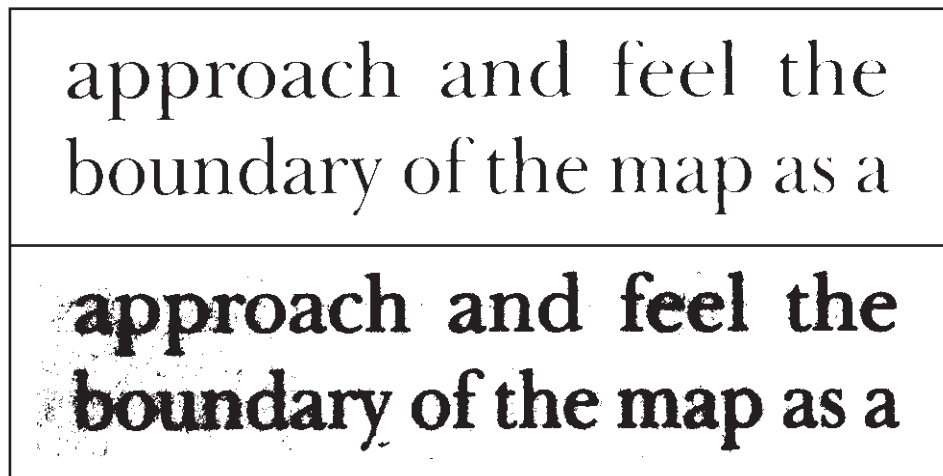 approach and feel the
boundary of the map as a
approach and feel the
boundary of the map as a